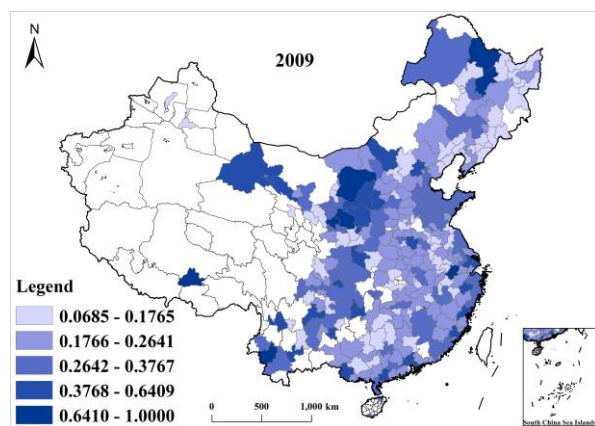 N
2009
Legend
0.0685 - 0.1765
0.1766 - 0.2641
0.2642 - 0.3767
0.3768 - 0.6409
0.6410 - 1.0000
0 500 1,000 km
South China Sea Islands